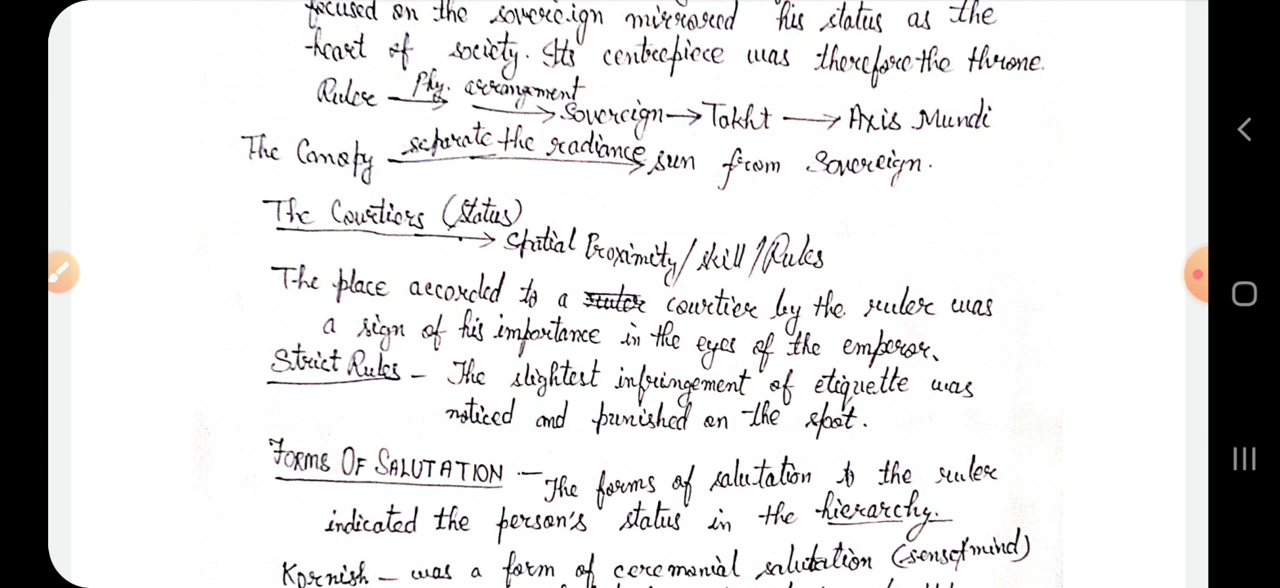 focused on the sovereign mirrored his status as the
heart of society. Its centrepiece was therefore the throne.
Ruler Phy. arrangement
Sovereign → Takht → Axis Mundi
The Canopy separate the radiance sun from Sovereign.
The Courtiers (Status)
Spatial Proximity/skill/Rules
The place accorded to a ruler courtier by the ruler was
a sign of his importance in the eyes of the emperor.
Strict Rules – The slightest infringement of etiquette was
noticed and punished on the spot.
FORMS OF SALUTATION – The forms of salutation to the ruler
indicated the person's status in the hierarchy.
Kornish – was a form of ceremonial salutation (sense/mind)